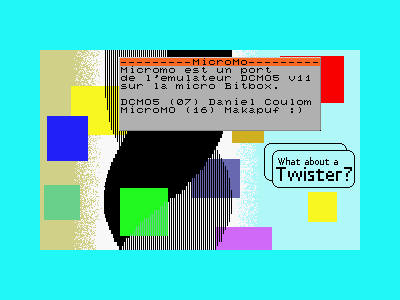 MicroMo
Micromo est un port
de l'emulateur DCMO5 v11
sur la micro Bitbox.
DCMO5 (07) Daniel Coulom
MicroMO (16) Makapuf :)
What about a
Twister?